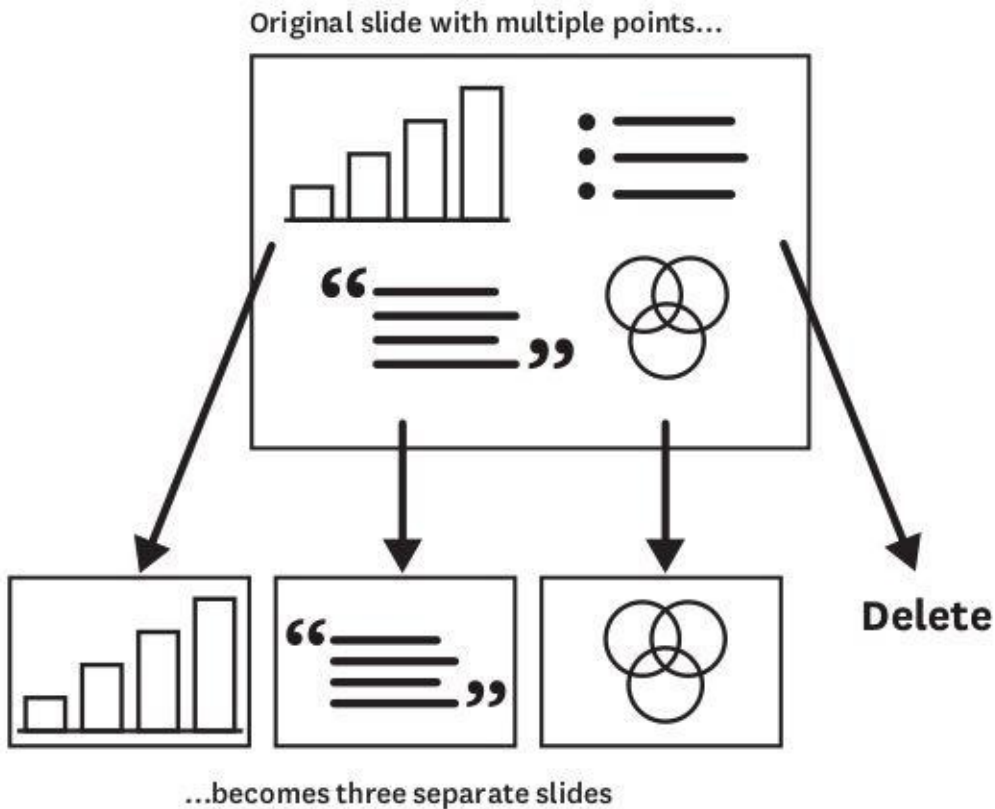 Original slide with multiple points...
“
”
“
”
Delete
...becomes three separate slides